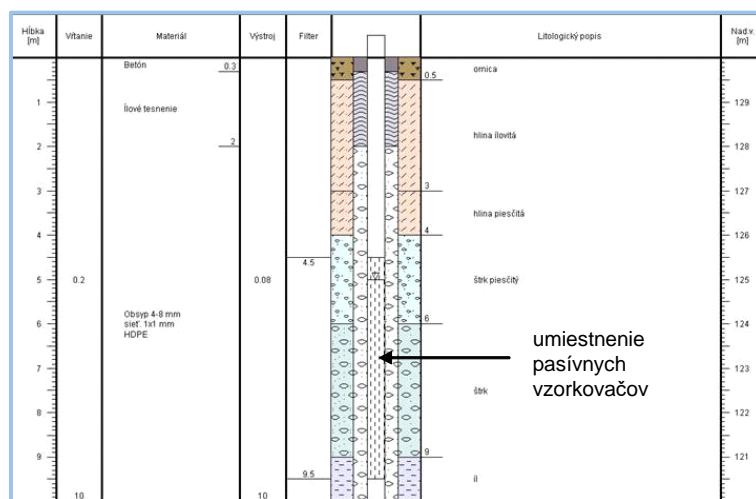 Hĺbka
[m]
Vŕtanie
Materiál
Výstroj
Filter
Litologický popis
Nad.v.
[m]
Betón
0.3
ornica
0.5
1
Ílové tesnenie
129
hlina ílovitá
2
2
128
3
3
127
hlina piesčitá
4
4
126
4.5
5
0.2
0.08
štrk piesčitý
125
Obsyp 4-8 mm
sieť. 1x1 mm
HDPE
6
6
124
umiestnenie
pasívnych
vzorkovačov
7
123
štrk
8
122
9
9
121
9.5
íl
10
10